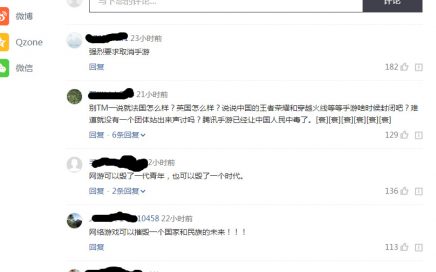 写下您的评论...
评论
微博
Qzone
微信
23小时前
强烈要求取消手游
回复
182
22小时前
别TM一说就法国怎么样？英国怎么样？说说中国的王者荣耀和穿越火线等等手游啥时候封闭吧？难
道就没有一个团体站出来声讨吗？腾讯手游已经让中国人民中毒了。[衰][衰][衰][衰][衰]
回复 · 6条回复
129
2小时前
网游可以毁了一代青年，也可以毁了一个时代。
回复 · 2条回复
136
10458 22小时前
网络游戏可以摧毁一个国家和民族的未来！！！
回复
113